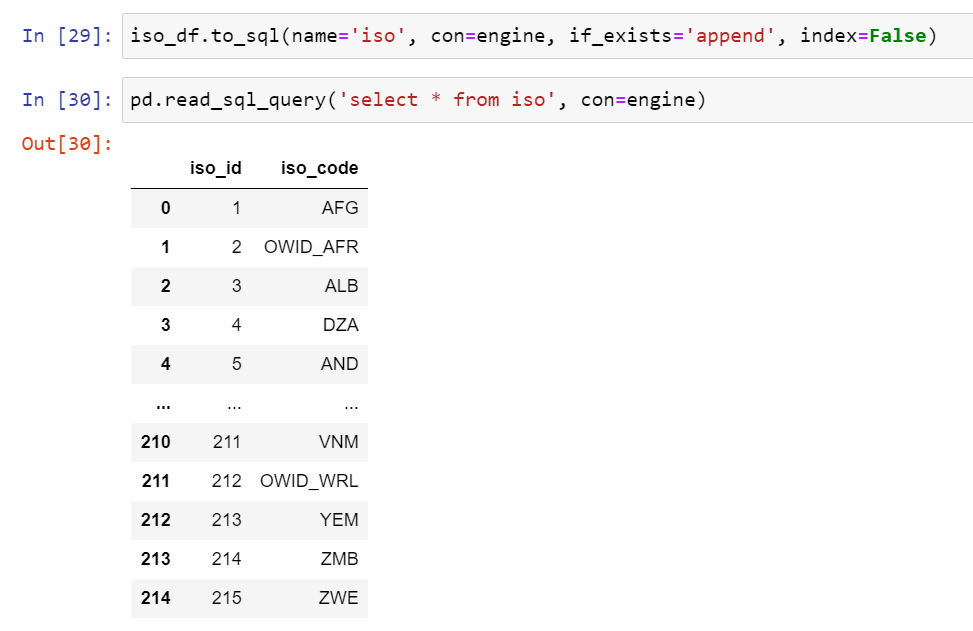 In [29]: iso_df.to_sql(name='iso', con=engine, if_exists='append', index=False)
In [30]: pd.read_sql_query('select * from iso', con=engine)
Out[30]:
iso_id iso_code
0 1 AFG
1 2 OWID_AFR
2 3 ALB
3 4 DZA
4 5 AND
... ... ...
210 211 VNM
211 212 OWID_WRL
212 213 YEM
213 214 ZMB
214 215 ZWE